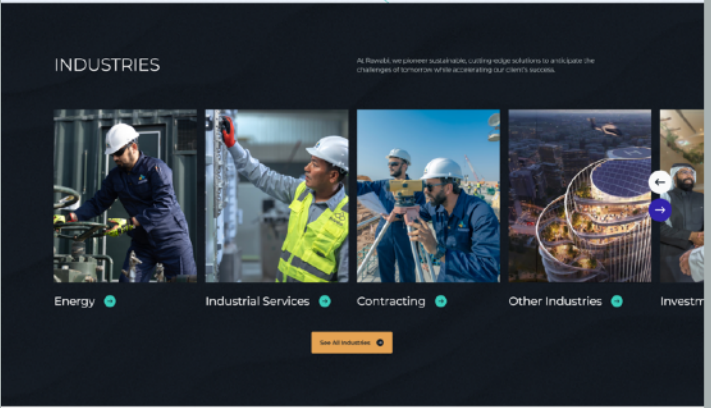 INDUSTRIES
At Rawabi, we pioneer sustainable, cutting-edge solutions to anticipate the
challenges of tomorrow while accelerating our client's success.
Energy
Industrial Services
Contracting
Other Industries
Investm
See All Industries